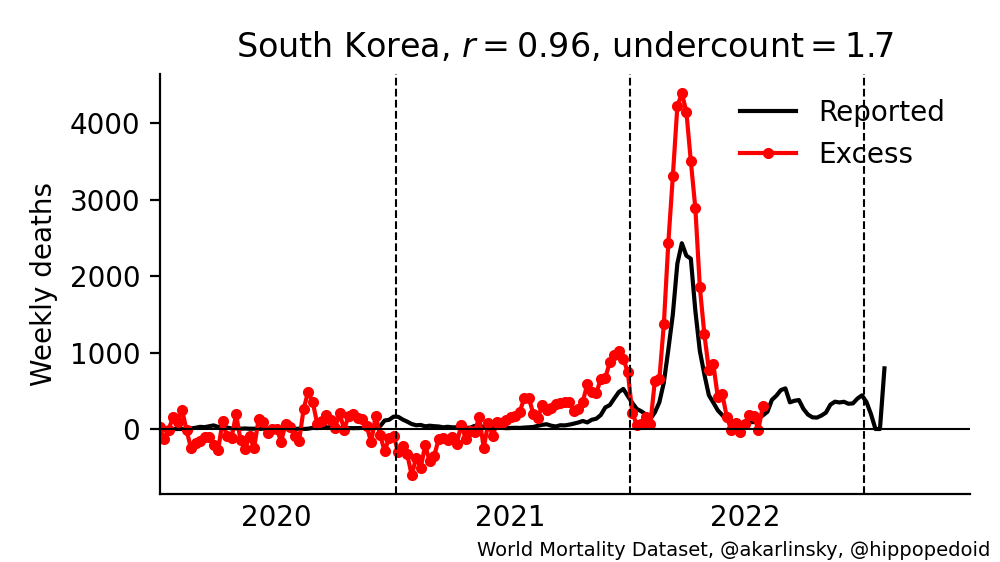 South Korea, r = 0.96, undercount = 1.7
Weekly deaths
4000
3000
2000
1000
0
Reported
Excess
2020
2021
2022
World Mortality Dataset, @akarlinsky, @hippopedoid